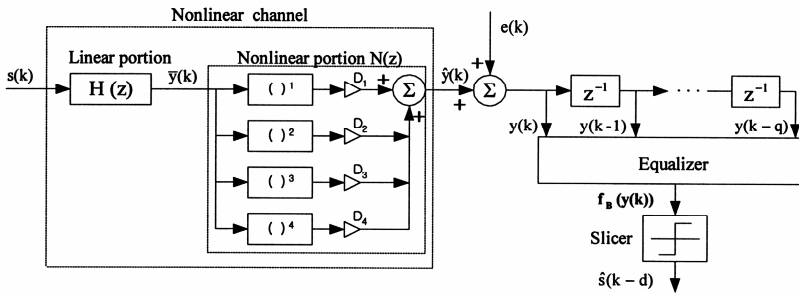 Nonlinear channel
e(k)
Linear portion
Nonlinear portion N(z)
s(k)
H (z)
ȳ(k)
( )¹
D₁
Σ
ŷ(k)
Σ
z⁻¹
· · ·
z⁻¹
( )²
D₂
y(k)
y(k-1)
y(k – q)
( )³
D₃
Equalizer
( )⁴
D₄
f_B (y(k))
Slicer
ŝ(k – d)